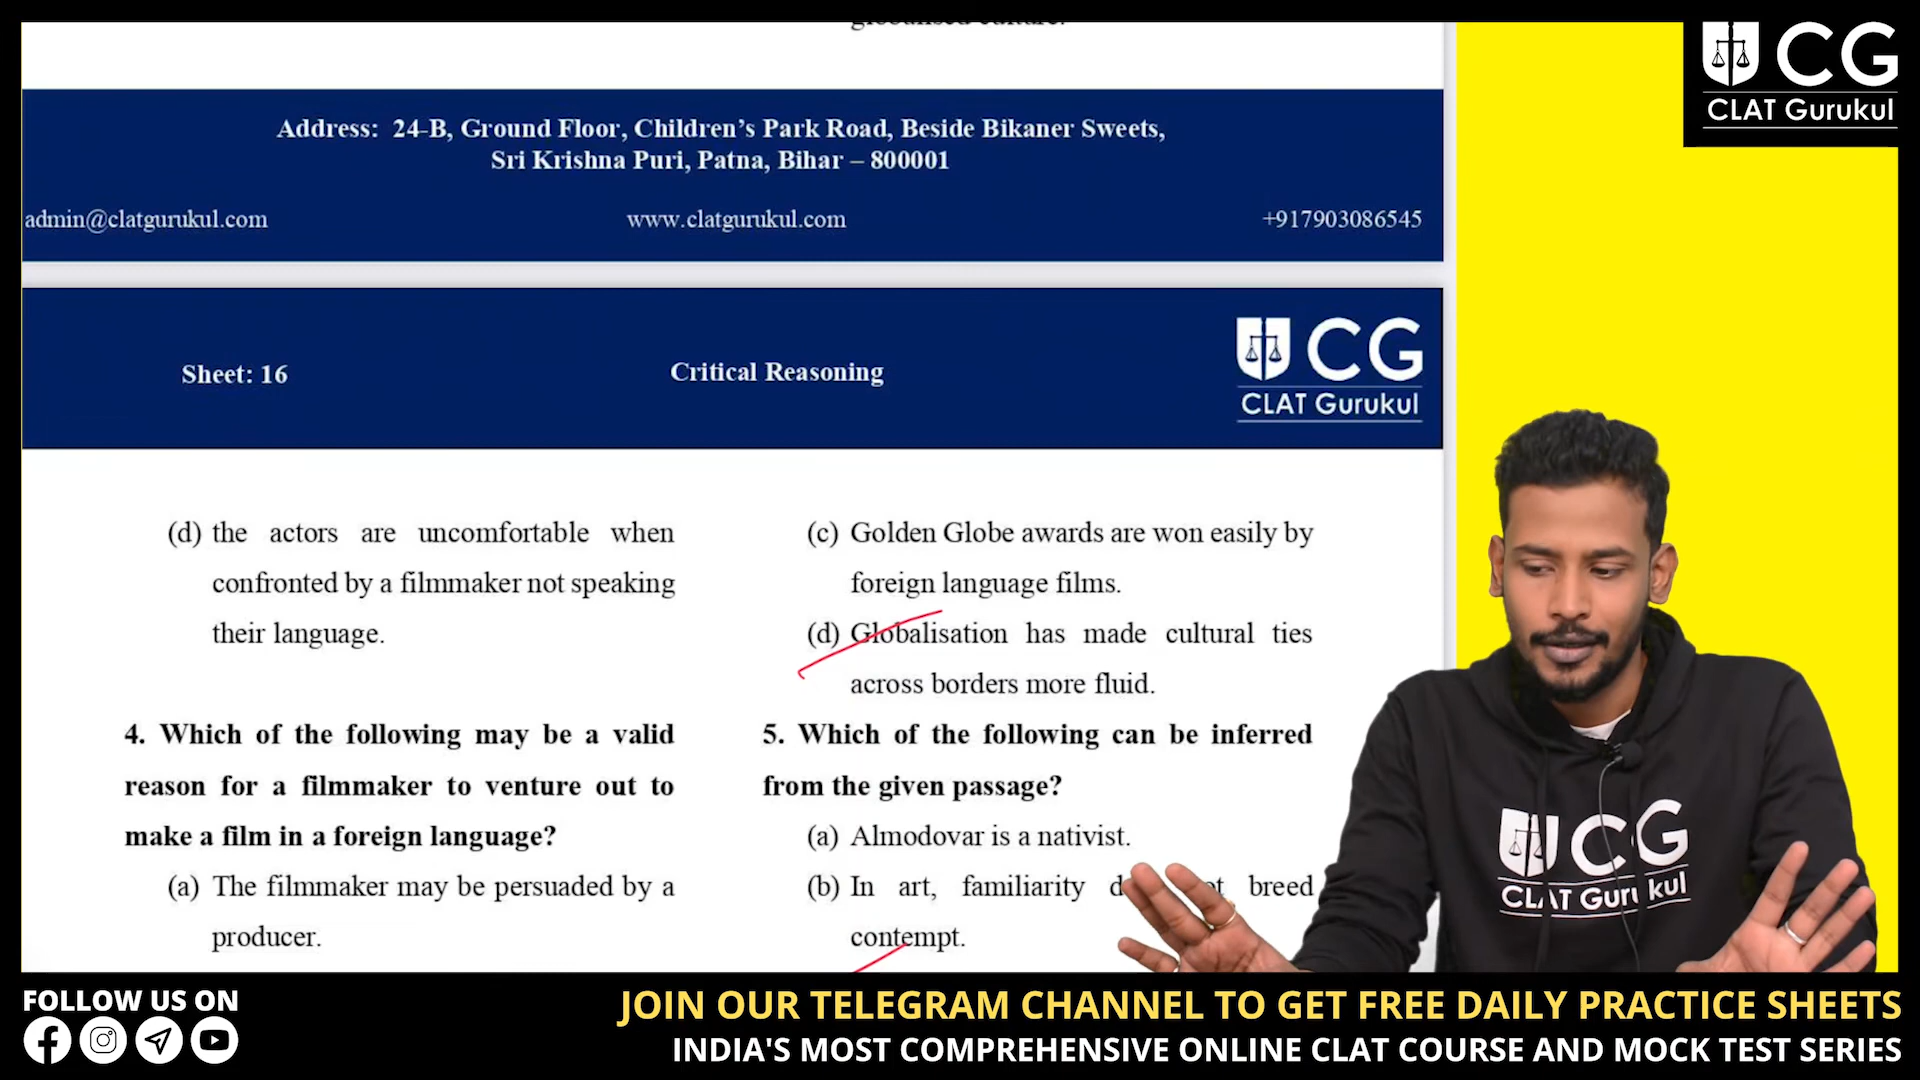 globalised culture.
CG
CLAT Gurukul
Address: 24-B, Ground Floor, Children's Park Road, Beside Bikaner Sweets,
Sri Krishna Puri, Patna, Bihar – 800001
admin@clatgurukul.com
www.clatgurukul.com
+917903086545
Sheet: 16
Critical Reasoning
CG
CLAT Gurukul
(d) the actors are uncomfortable when
confronted by a filmmaker not speaking
their language.
4. Which of the following may be a valid
reason for a filmmaker to venture out to
make a film in a foreign language?
(a) The filmmaker may be persuaded by a
producer.
(c) Golden Globe awards are won easily by
foreign language films.
(d) Globalisation has made cultural ties
across borders more fluid.
5. Which of the following can be inferred
from the given passage?
(a) Almodovar is a nativist.
(b) In art, familiarity breed
contempt.
CG
CLAT Gurukul
FOLLOW US ON
JOIN OUR TELEGRAM CHANNEL TO GET FREE DAILY PRACTICE SHEETS
INDIA'S MOST COMPREHENSIVE ONLINE CLAT COURSE AND MOCK TEST SERIES